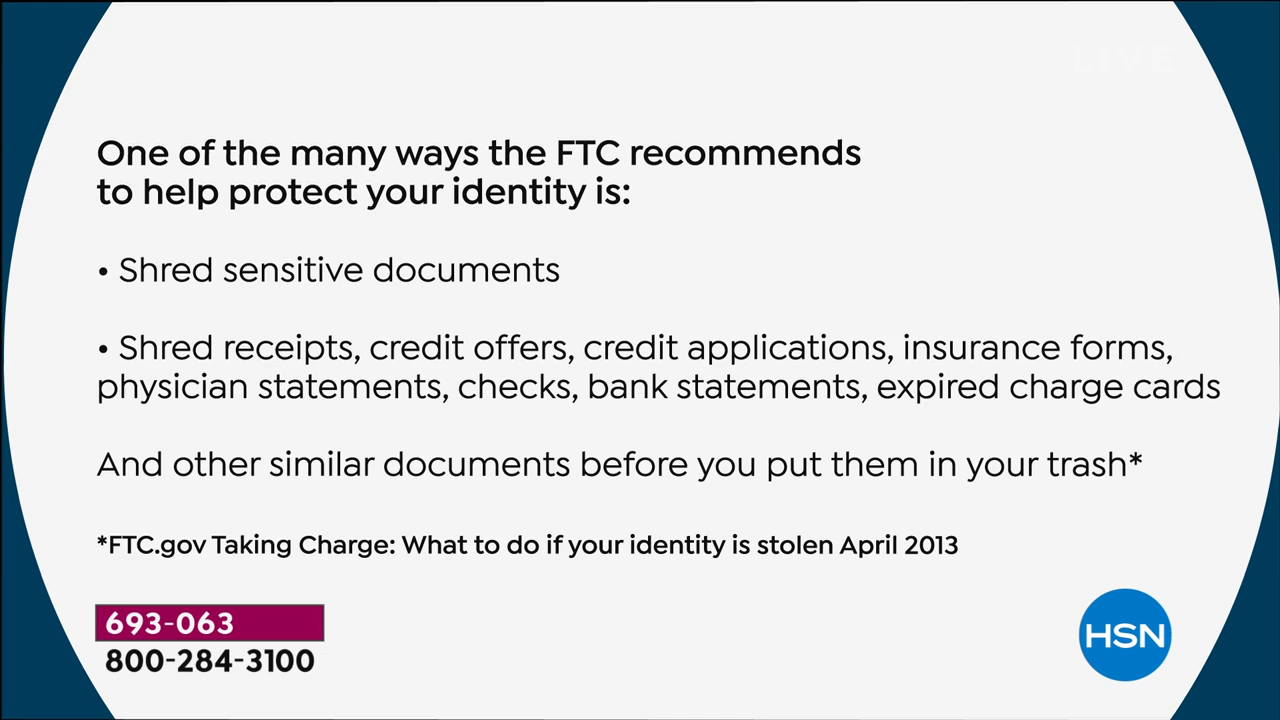 LIVE
One of the many ways the FTC recommends
to help protect your identity is:
• Shred sensitive documents
• Shred receipts, credit offers, credit applications, insurance forms,
physician statements, checks, bank statements, expired charge cards
And other similar documents before you put them in your trash*
*FTC.gov Taking Charge: What to do if your identity is stolen April 2013
693-063
800-284-3100
HSN